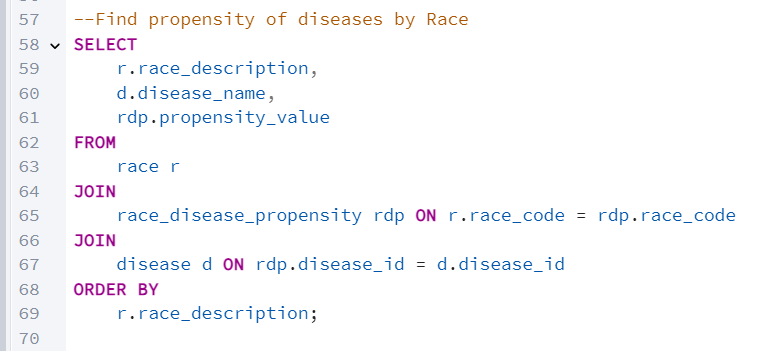 57 --Find propensity of diseases by Race
58 SELECT
59 r.race_description,
60 d.disease_name,
61 rdp.propensity_value
62 FROM
63 race r
64 JOIN
65 race_disease_propensity rdp ON r.race_code = rdp.race_code
66 JOIN
67 disease d ON rdp.disease_id = d.disease_id
68 ORDER BY
69 r.race_description;
70